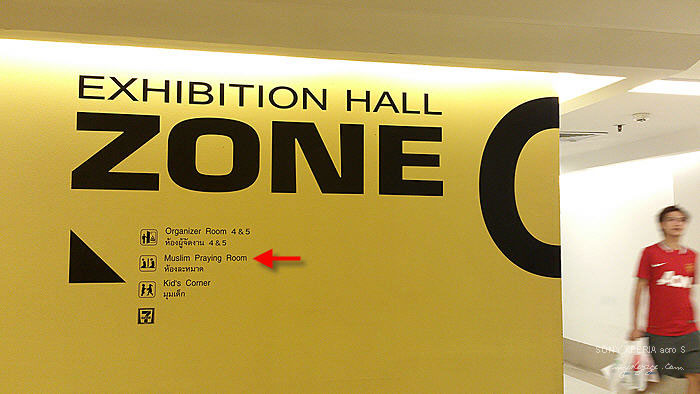 EXHIBITION HALL
ZONE C
Organizer Room 4 & 5
ห้องผู้จัดงาน 4 & 5
Muslim Praying Room
ห้องละหมาด
Kid's Corner
มุมเด็ก
7
AON
SONY XPERIA acro S